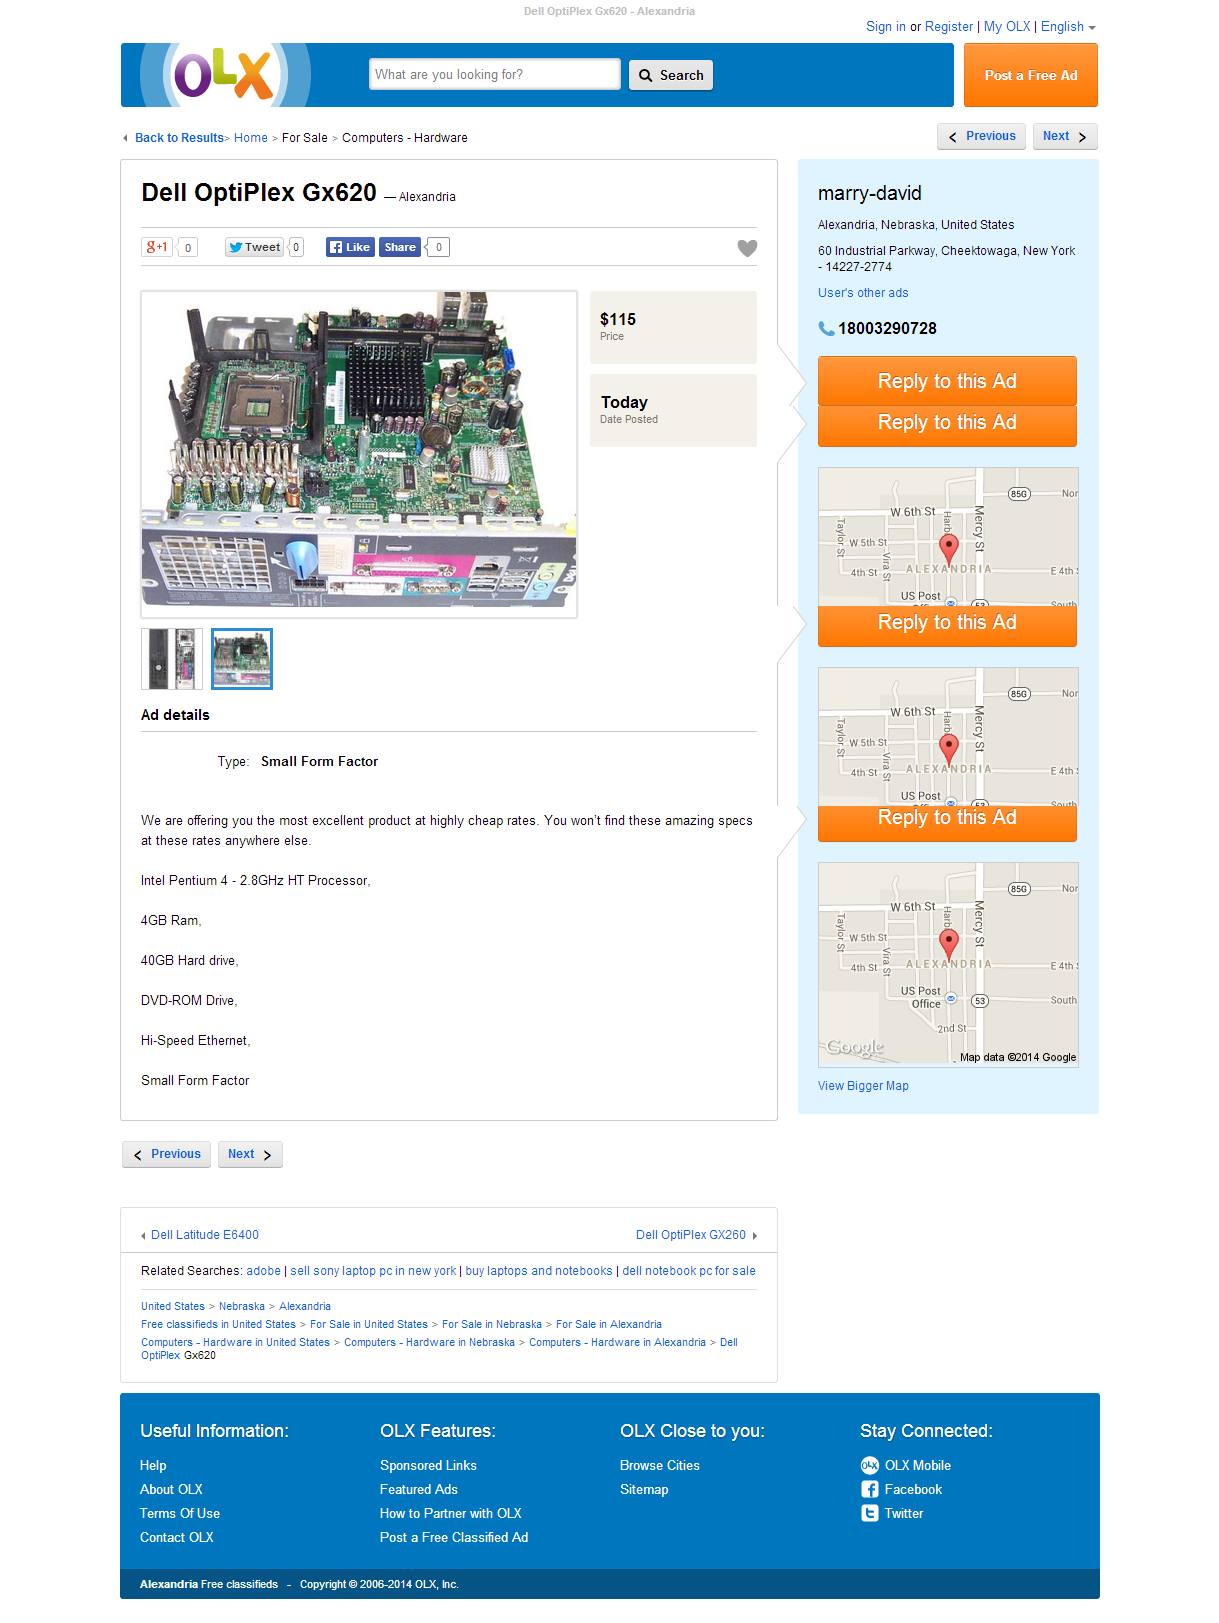 Dell OptiPlex Gx620 - Alexandria
Sign in or Register | My OLX | English
OLX
What are you looking for?
Search
Post a Free Ad
Back to Results> Home > For Sale > Computers - Hardware
Previous
Next
Dell OptiPlex Gx620 — Alexandria
g+1
0
Tweet
0
Like
Share
0
$115
Price
Today
Date Posted
Ad details
Type: Small Form Factor
We are offering you the most excellent product at highly cheap rates. You won't find these amazing specs
at these rates anywhere else.
Intel Pentium 4 - 2.8GHz HT Processor,
4GB Ram,
40GB Hard drive,
DVD-ROM Drive,
Hi-Speed Ethernet,
Small Form Factor
marry-david
Alexandria, Nebraska, United States
60 Industrial Parkway, Cheektowaga, New York
- 14227-2774
User's other ads
18003290728
Reply to this Ad
Reply to this Ad
85G
Nor
W 6th St
Harb
Mercy St
Taylor St
W 5th St
Vira St
4th St
ALEXANDRIA
E 4th S
US Post
53
South
Reply to this Ad
85G
Nor
W 6th St
Harb
Mercy St
Taylor St
W 5th St
Vira St
4th St
ALEXANDRIA
E 4th S
US Post
53
South
Reply to this Ad
85G
Nor
W 6th St
Harb
Mercy St
Taylor St
W 5th St
Vira St
4th St
ALEXANDRIA
E 4th S
US Post
Office
53
South
2nd St
Google
Map data ©2014 Google
View Bigger Map
Previous
Next
Dell Latitude E6400
Dell OptiPlex GX260
Related Searches: adobe | sell sony laptop pc in new york | buy laptops and notebooks | dell notebook pc for sale
United States > Nebraska > Alexandria
Free classifieds in United States > For Sale in United States > For Sale in Nebraska > For Sale in Alexandria
Computers - Hardware in United States > Computers - Hardware in Nebraska > Computers - Hardware in Alexandria > Dell
OptiPlex Gx620
Useful Information:
Help
About OLX
Terms Of Use
Contact OLX
OLX Features:
Sponsored Links
Featured Ads
How to Partner with OLX
Post a Free Classified Ad
OLX Close to you:
Browse Cities
Sitemap
Stay Connected:
OLX Mobile
Facebook
Twitter
Alexandria Free classifieds - Copyright © 2006-2014 OLX, Inc.